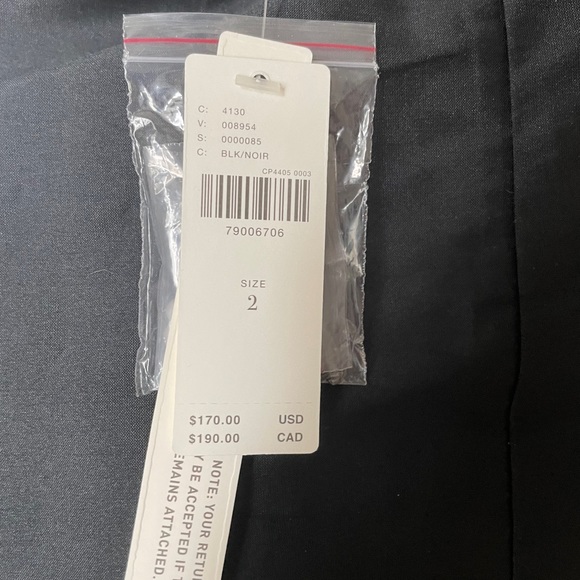 C: 4130
V: 008954
S: 0000085
C: BLK/NOIR
CP4405 0003
79006706
SIZE
2
$170.00 USD
$190.00 CAD
NOTE: YOUR RETU
Y BE ACCEPTED IF
EMAINS ATTACHED.